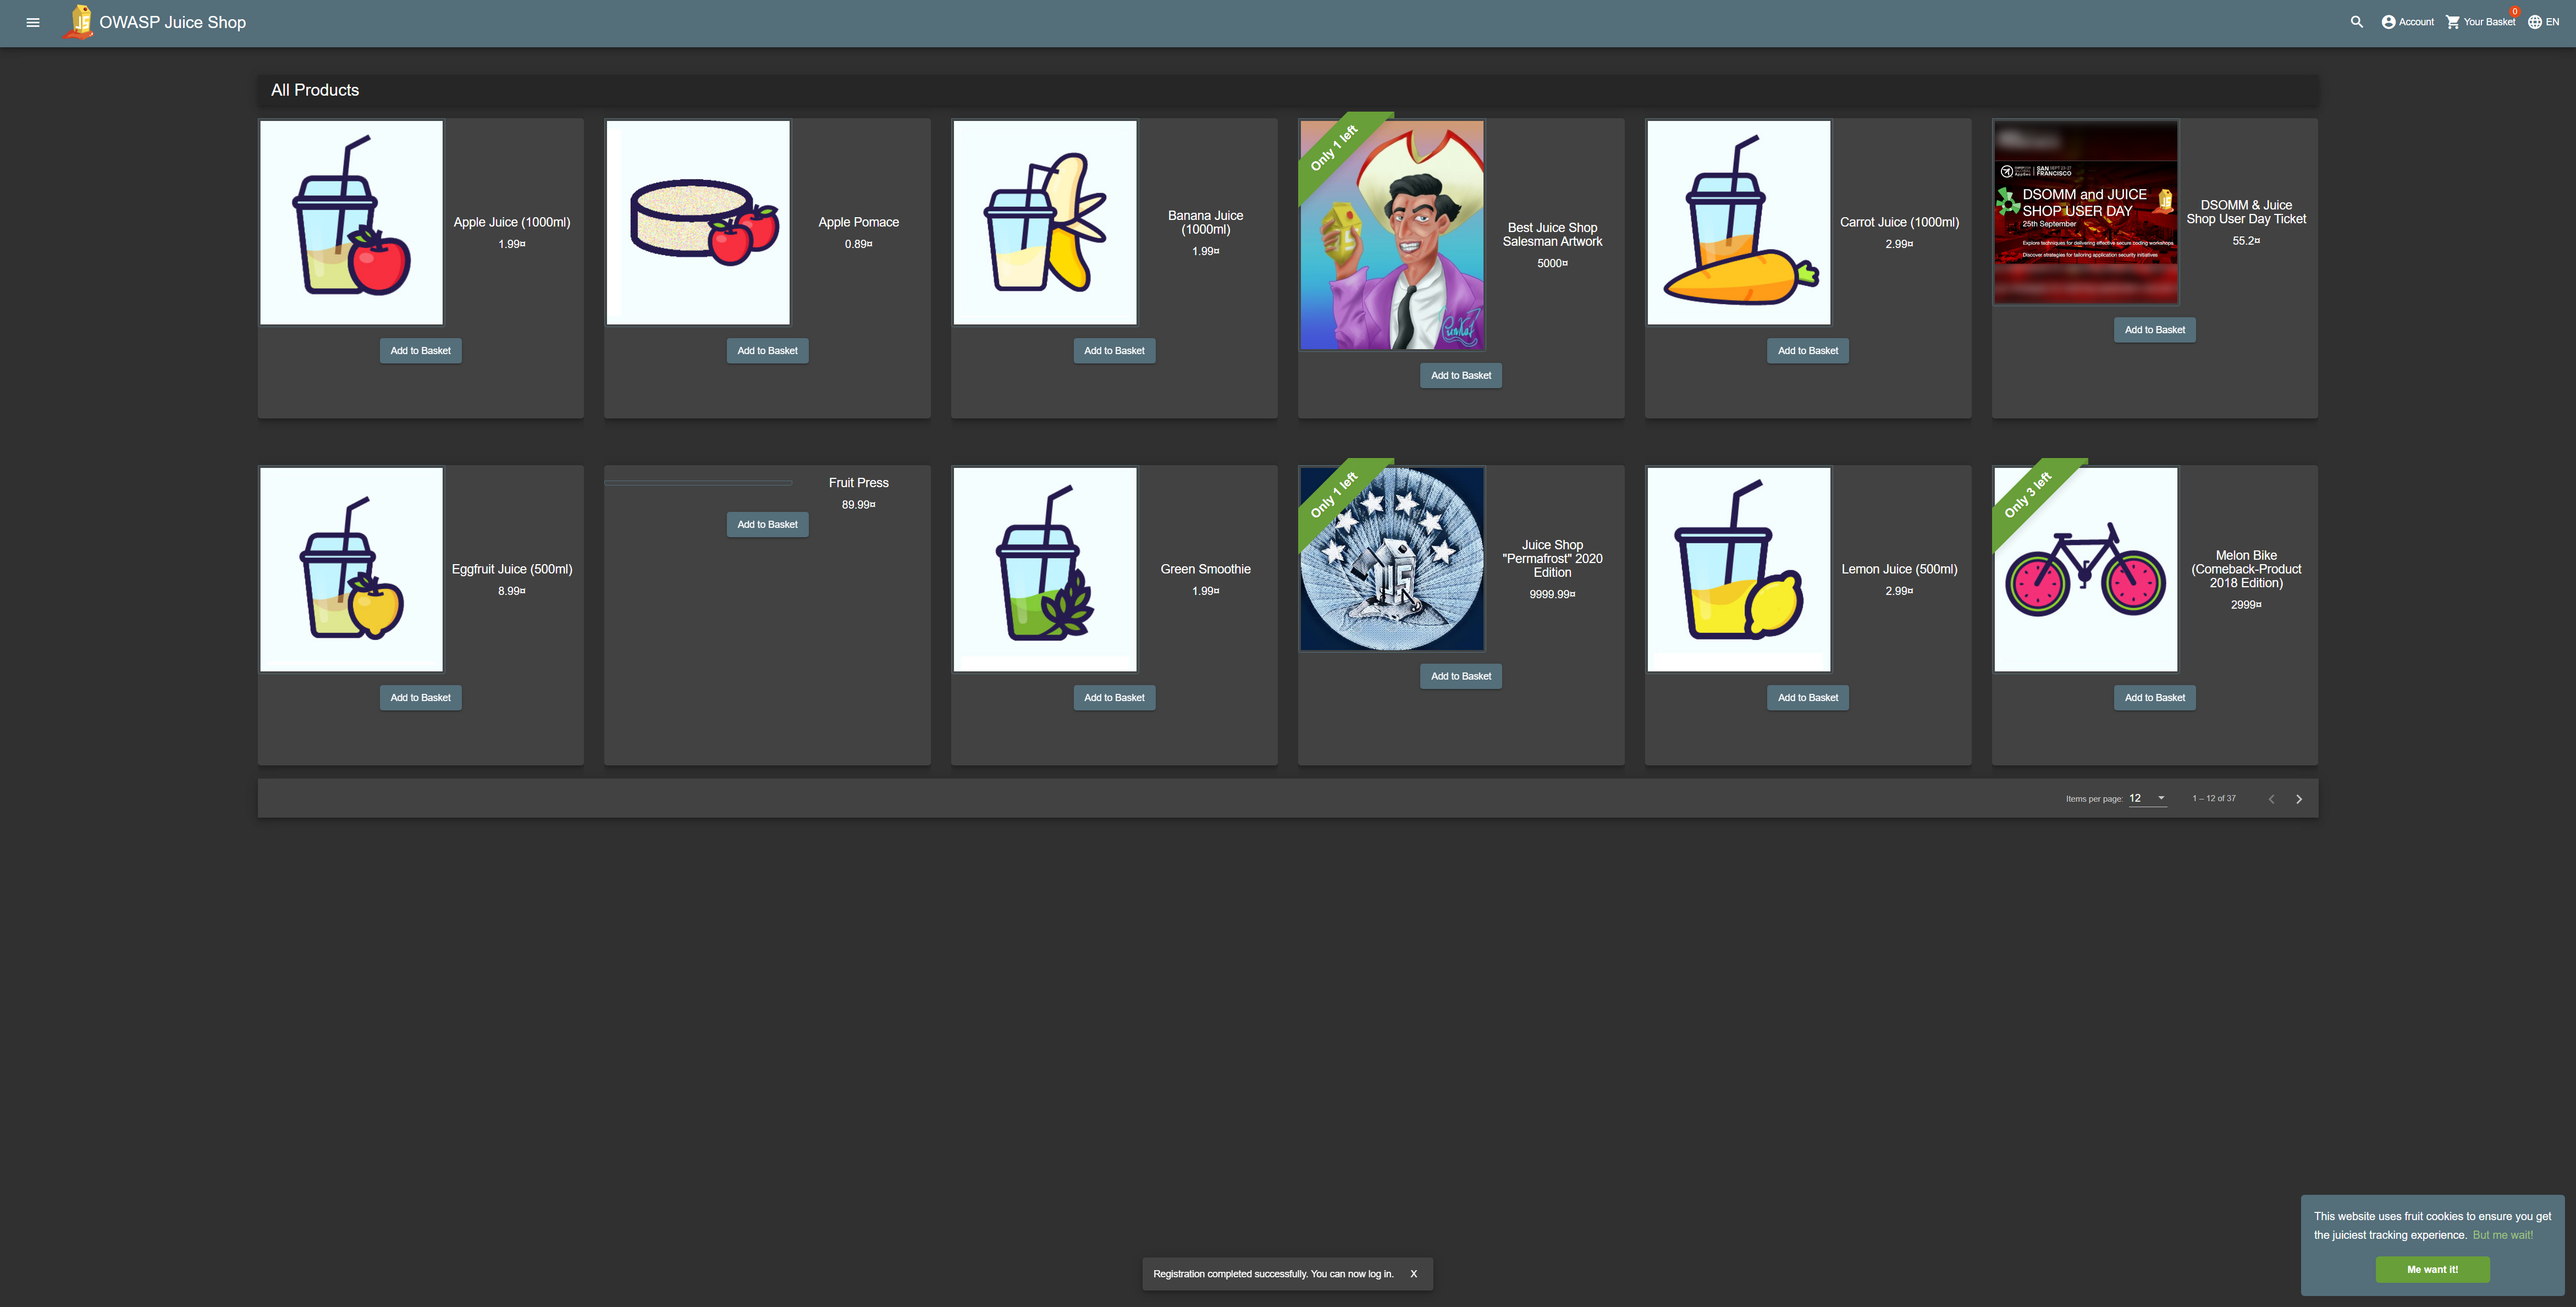 OWASP Juice Shop
Account
Your Basket
0
EN
All Products
Apple Juice (1000ml)
1.99¤
Add to Basket
Apple Pomace
0.89¤
Add to Basket
Banana Juice
(1000ml)
1.99¤
Add to Basket
Only 1 left
Best Juice Shop
Salesman Artwork
5000¤
Add to Basket
Carrot Juice (1000ml)
2.99¤
Add to Basket
SAN SEPT 23-27
FRANCISCO
DSOMM and JUICE
SHOP USER DAY
25th September
Explore techniques for delivering effective secure coding workshops
Discover strategies for tailoring application security initiatives
DSOMM & Juice
Shop User Day Ticket
55.2¤
Add to Basket
Eggfruit Juice (500ml)
8.99¤
Add to Basket
Fruit Press
89.99¤
Add to Basket
Green Smoothie
1.99¤
Add to Basket
Only 1 left
JS
Juice Shop
"Permafrost" 2020
Edition
9999.99¤
Add to Basket
Lemon Juice (500ml)
2.99¤
Add to Basket
Only 3 left
Melon Bike
(Comeback-Product
2018 Edition)
2999¤
Add to Basket
Items per page: 12
1 – 12 of 37
This website uses fruit cookies to ensure you get
the juiciest tracking experience. But me wait!
Me want it!
Registration completed successfully. You can now log in. X